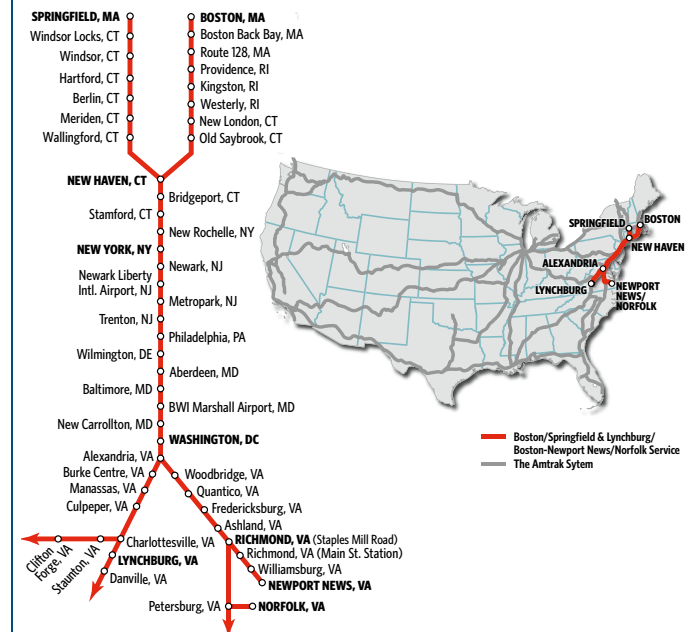 SPRINGFIELD, MA
Windsor Locks, CT
Windsor, CT
Hartford, CT
Berlin, CT
Meriden, CT
Wallingford, CT
BOSTON, MA
Boston Back Bay, MA
Route 128, MA
Providence, RI
Kingston, RI
Westerly, RI
New London, CT
Old Saybrook, CT
NEW HAVEN, CT
Bridgeport, CT
Stamford, CT
New Rochelle, NY
NEW YORK, NY
Newark, NJ
Newark Liberty
Intl. Airport, NJ
Metropark, NJ
Trenton, NJ
Philadelphia, PA
Wilmington, DE
Aberdeen, MD
Baltimore, MD
BWI Marshall Airport, MD
New Carrollton, MD
WASHINGTON, DC
Alexandria, VA
Burke Centre, VA
Manassas, VA
Culpeper, VA
Charlottesville, VA
Clifton
Forge, VA
Staunton, VA
LYNCHBURG, VA
Danville, VA
Woodbridge, VA
Quantico, VA
Fredericksburg, VA
Ashland, VA
RICHMOND, VA (Staples Mill Road)
Richmond, VA (Main St. Station)
Williamsburg, VA
NEWPORT NEWS, VA
Petersburg, VA
NORFOLK, VA
SPRINGFIELD
BOSTON
NEW HAVEN
ALEXANDRIA
LYNCHBURG
NEWPORT
NEWS/
NORFOLK
Boston/Springfield & Lynchburg/
Boston-Newport News/Norfolk Service
The Amtrak Sytem